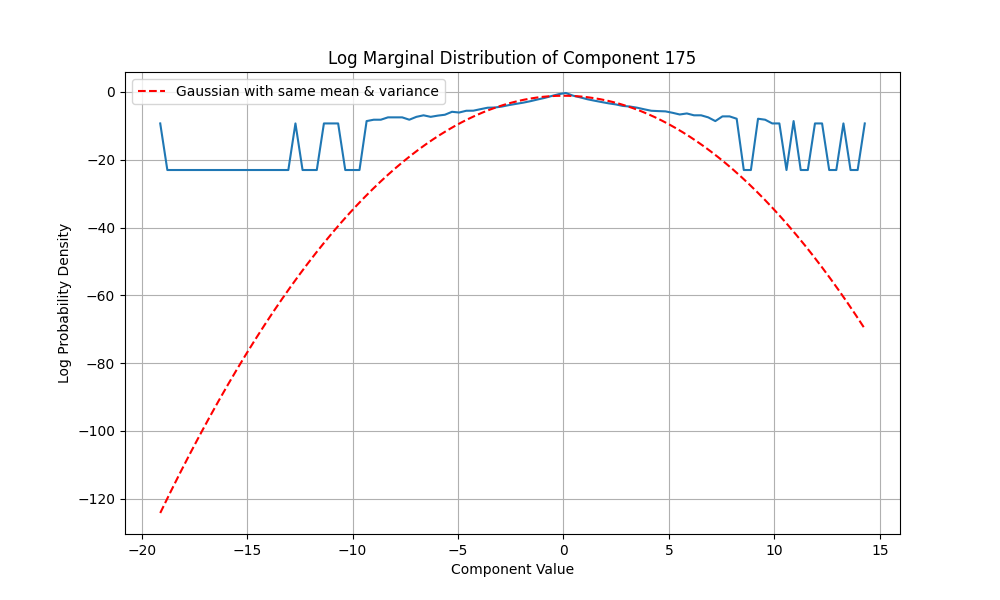 Log Marginal Distribution of Component 175
Gaussian with same mean & variance
Log Probability Density
0
−20
−40
−60
−80
−100
−120
−20 −15 −10 −5 0 5 10 15
Component Value